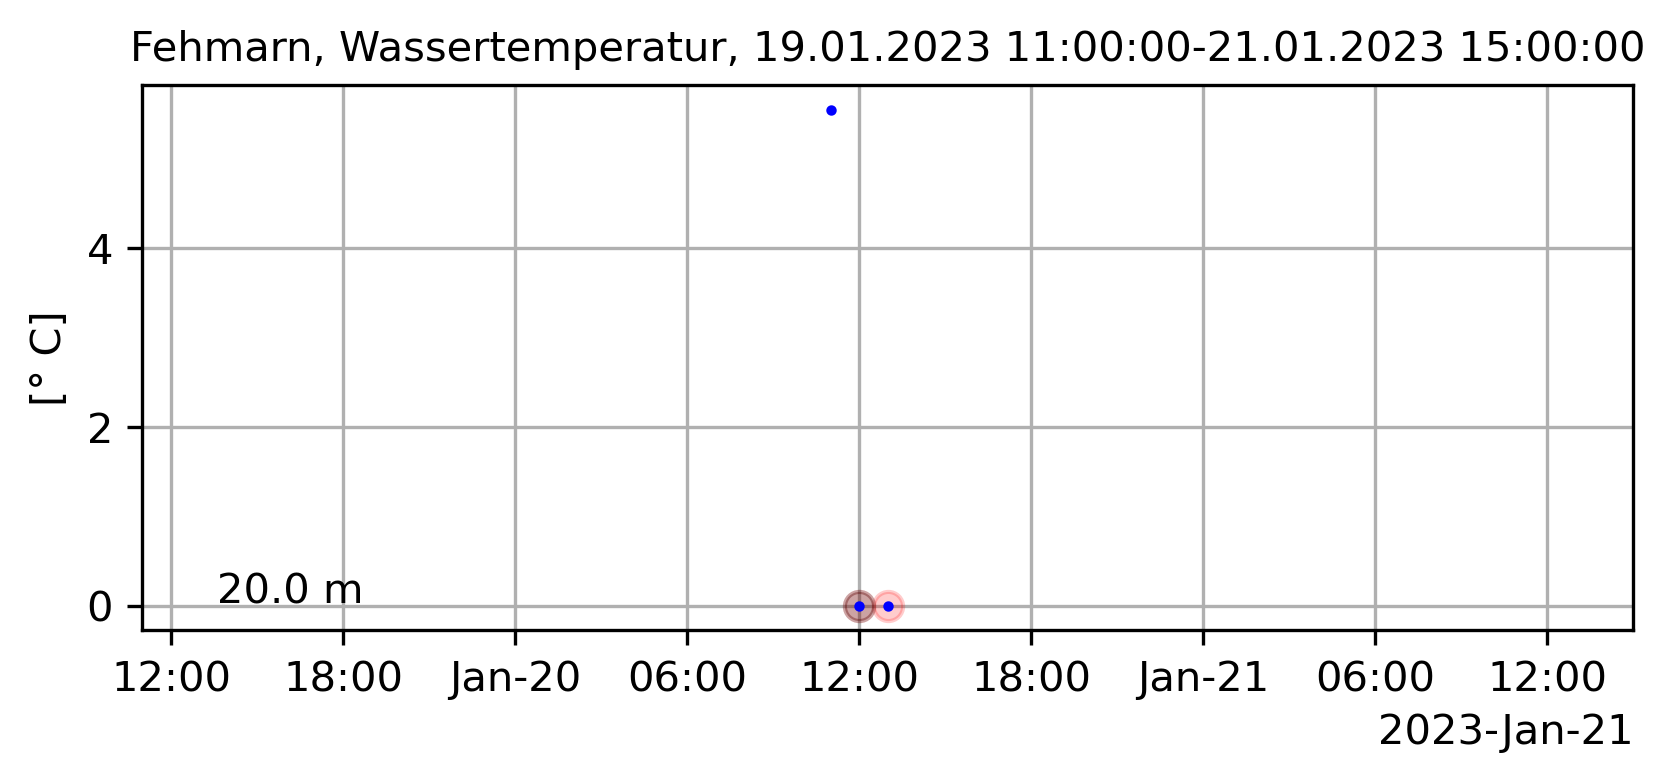 Fehmarn, Wassertemperatur, 19.01.2023 11:00:00-21.01.2023 15:00:00
4
[° C]
2
20.0 m
0
12:00 18:00 Jan-20 06:00 12:00 18:00 Jan-21 06:00 12:00
2023-Jan-21